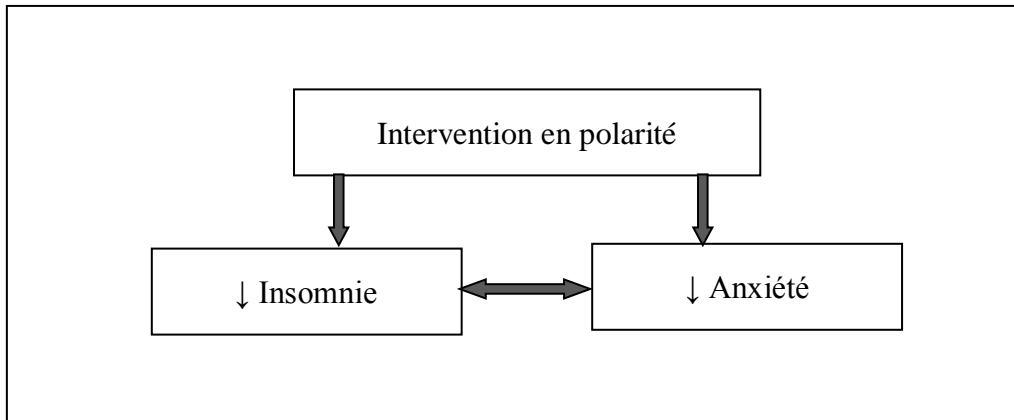 Intervention en polarité
↓ Insomnie
↓ Anxiété